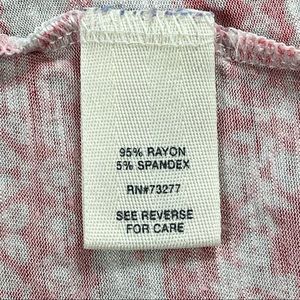 95% RAYON
5% SPANDEX
RN#73277
SEE REVERSE
FOR CARE